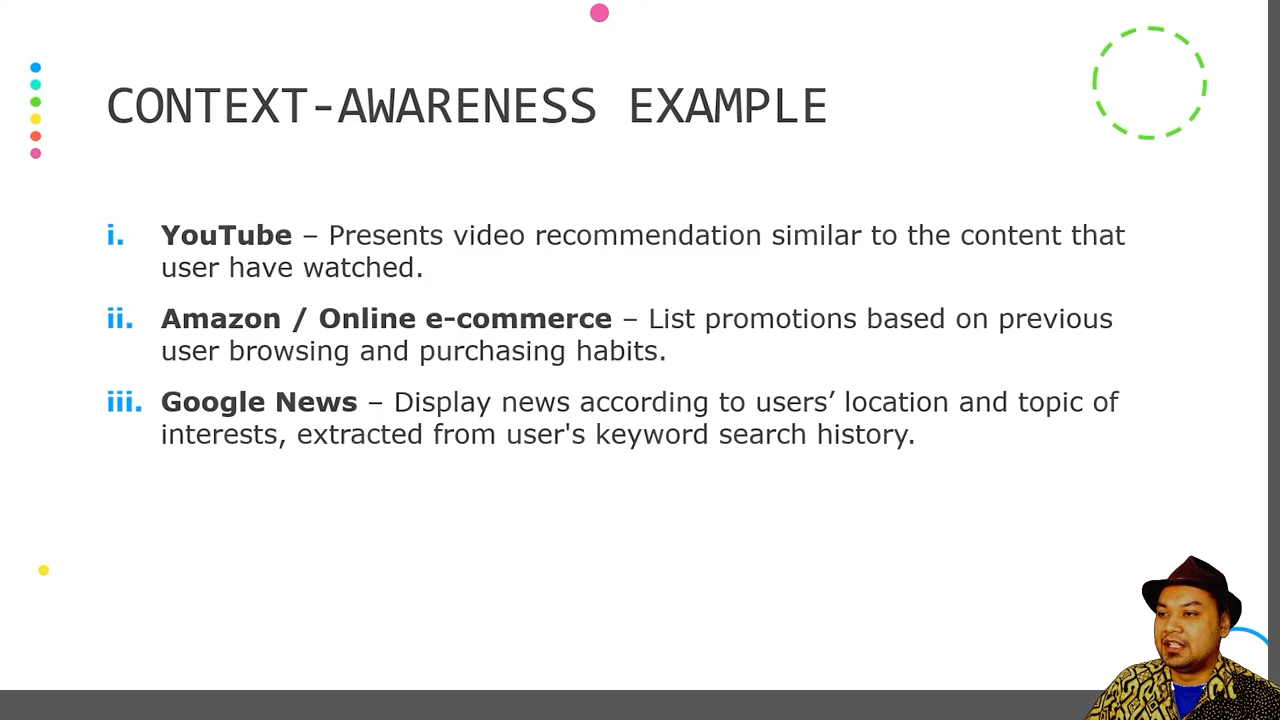 CONTEXT-AWARENESS EXAMPLE
i. YouTube – Presents video recommendation similar to the content that
user have watched.
ii. Amazon / Online e-commerce – List promotions based on previous
user browsing and purchasing habits.
iii. Google News – Display news according to users’ location and topic of
interests, extracted from user's keyword search history.